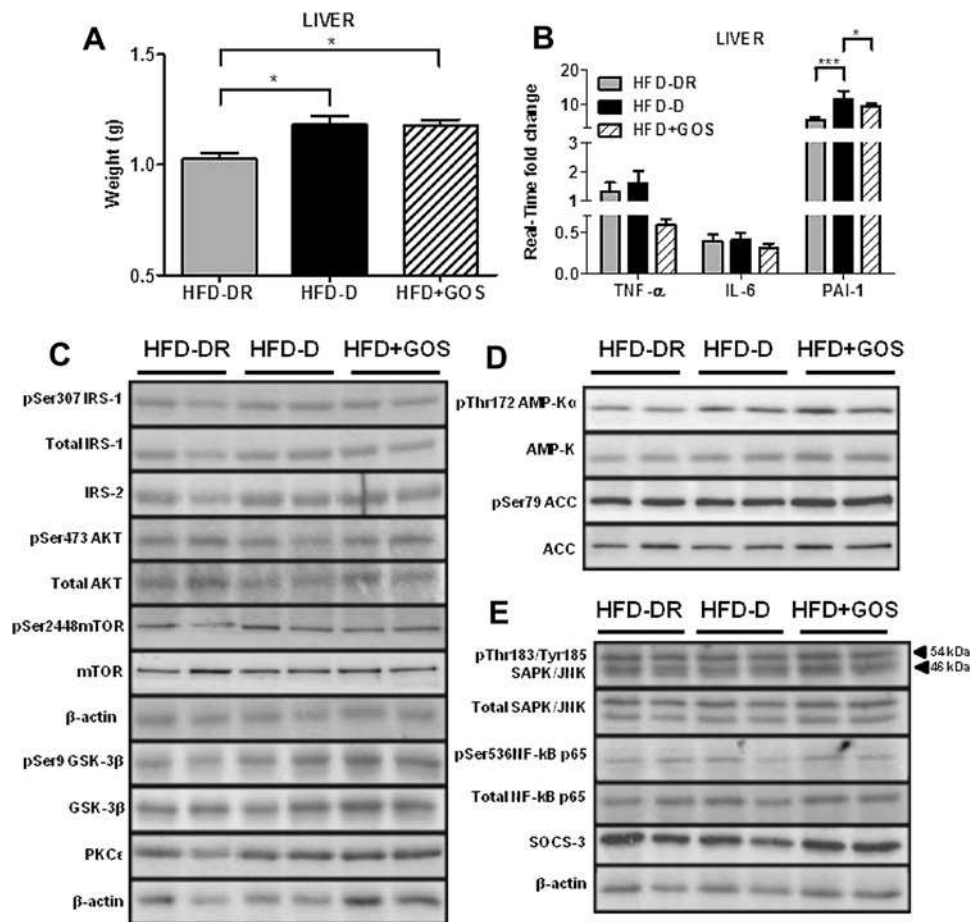 A
LIVER
*
*
1.5
1.0
0.5
Weight (g)
HFD-DR
HFD-D
HFD+GOS
B
LIVER
*
***
HFD-DR
HFD-D
HFD+GOS
20
10
0
2
1
0.5
0.0
Real-Time fold change
TNF-α
IL-6
PAI-1
C
HFD-DR
HFD-D
HFD+GOS
pSer307 IRS-1
Total IRS-1
IRS-2
pSer473 AKT
Total AKT
pSer2448mTOR
mTOR
β-actin
pSer9 GSK-3β
GSK-3β
PKCε
β-actin
D
HFD-DR
HFD-D
HFD+GOS
pThr172 AMP-Kα
AMP-K
pSer79 ACC
ACC
E
HFD-DR
HFD-D
HFD+GOS
pThr183/Tyr185
SAPK/JNK
54 kDa
46 kDa
Total SAPK/JNK
pSer536NF-kB p65
Total NF-kB p65
SOCS-3
β-actin